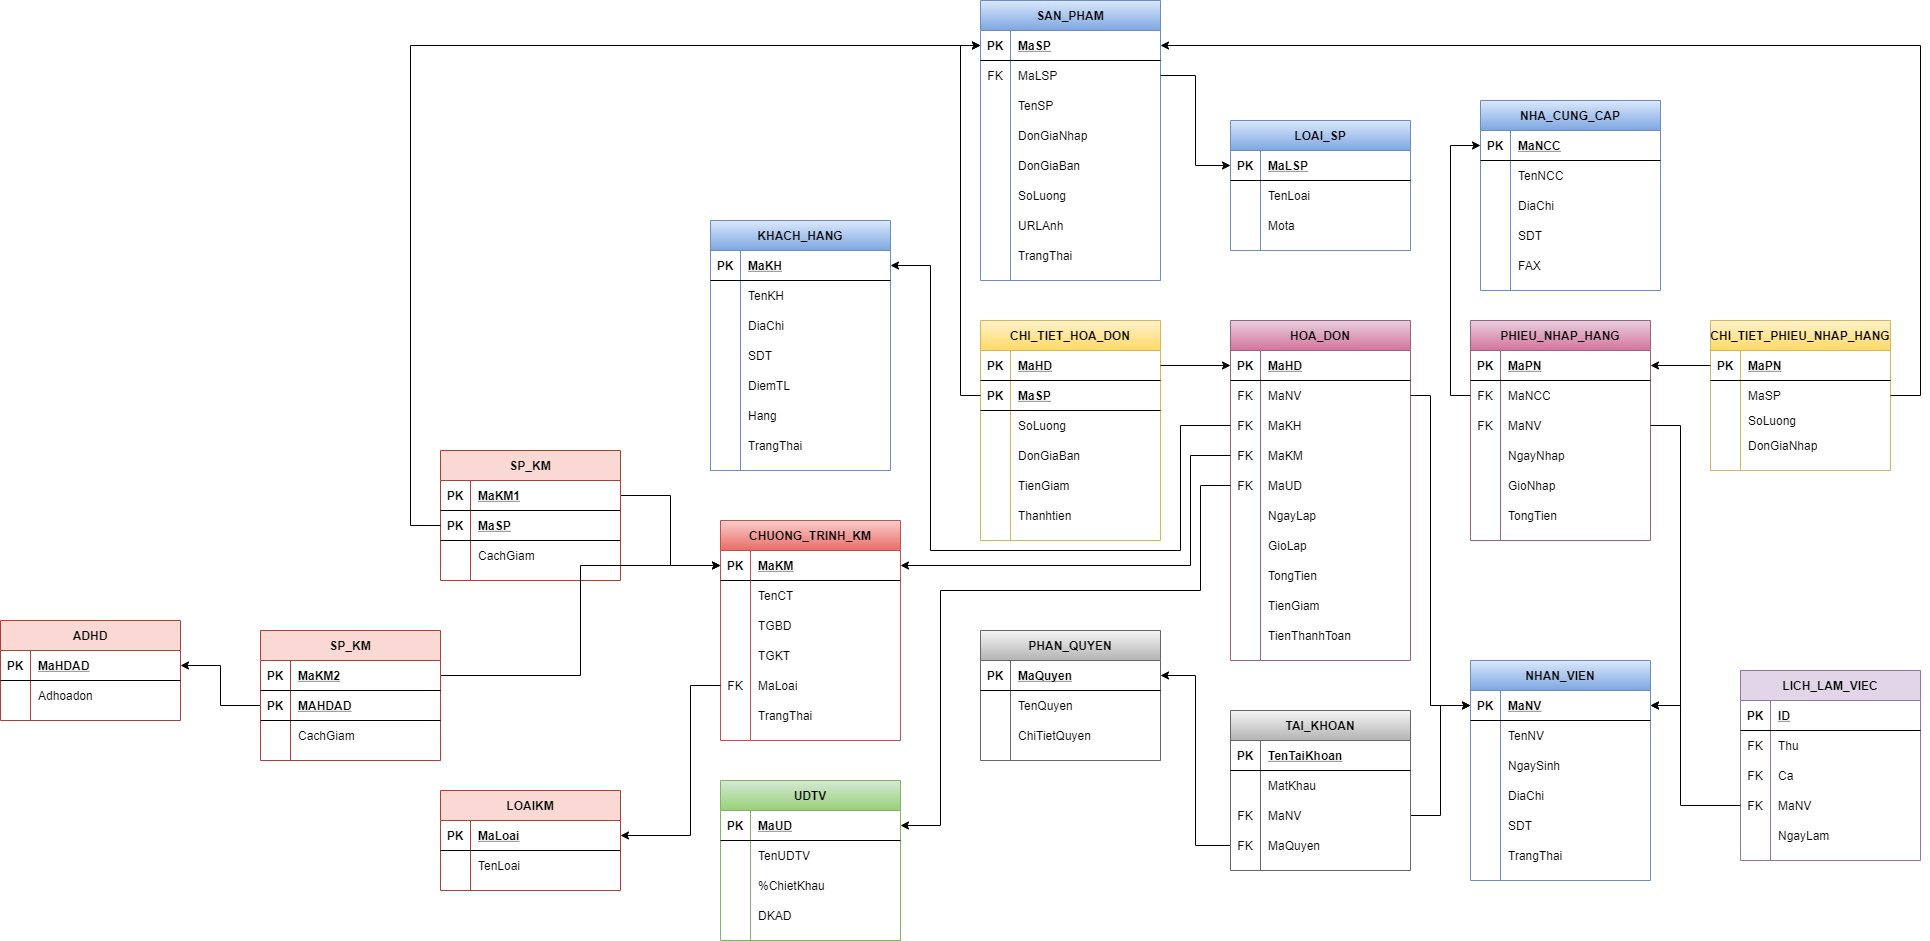 SAN_PHAM
PK MaSP
FK MaLSP
TenSP
DonGiaNhap
DonGiaBan
SoLuong
URLAnh
TrangThai
LOAI_SP
PK MaLSP
TenLoai
Mota
NHA_CUNG_CAP
PK MaNCC
TenNCC
DiaChi
SDT
FAX
KHACH_HANG
PK MaKH
TenKH
DiaChi
SDT
DiemTL
Hang
TrangThai
CHI_TIET_HOA_DON
PK MaHD
PK MaSP
SoLuong
DonGiaBan
TienGiam
Thanhtien
HOA_DON
PK MaHD
FK MaNV
FK MaKH
FK MaKM
FK MaUD
NgayLap
GioLap
TongTien
TienGiam
TienThanhToan
PHIEU_NHAP_HANG
PK MaPN
FK MaNCC
FK MaNV
NgayNhap
GioNhap
TongTien
CHI_TIET_PHIEU_NHAP_HANG
PK MaPN
MaSP
SoLuong
DonGiaNhap
SP_KM
PK MaKM1
PK MaSP
CachGiam
CHUONG_TRINH_KM
PK MaKM
TenCT
TGBD
TGKT
FK MaLoai
TrangThai
ADHD
PK MaHDAD
Adhoadon
SP_KM
PK MaKM2
PK MAHDAD
CachGiam
LOAIKM
PK MaLoai
TenLoai
UDTV
PK MaUD
TenUDTV
%ChietKhau
DKAD
PHAN_QUYEN
PK MaQuyen
TenQuyen
ChiTietQuyen
TAI_KHOAN
PK TenTaiKhoan
MatKhau
FK MaNV
FK MaQuyen
NHAN_VIEN
PK MaNV
TenNV
NgaySinh
DiaChi
SDT
TrangThai
LICH_LAM_VIEC
PK ID
FK Thu
FK Ca
FK MaNV
NgayLam